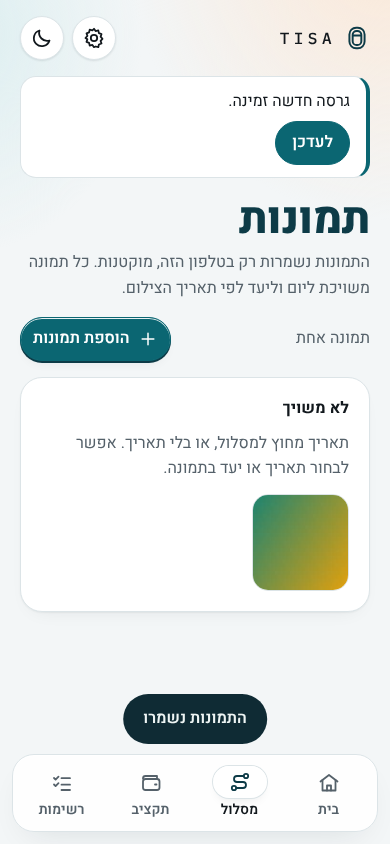 TISA
גרסה חדשה זמינה.
לעדכן
תמונות
התמונות נשמרות רק בטלפון הזה, מוקטנות. כל תמונה
משויכת ליום וליעד לפי תאריך הצילום.
תמונה אחת
הוספת תמונות
לא משויך
תאריך מחוץ למסלול, או בלי תאריך. אפשר
לבחור תאריך או יעד בתמונה.
התמונות נשמרו
בית
מסלול
תקציב
רשימות